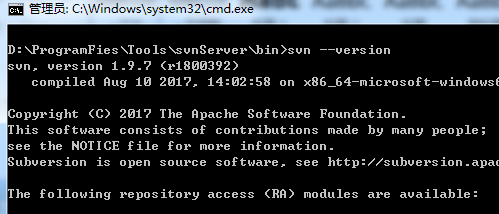 管理员: C:\Windows\system32\cmd.exe
D:\ProgramFies\Tools\svnServer\bin>svn --version
svn, version 1.9.7 (r1800392)
compiled Aug 10 2017, 14:02:58 on x86_64-microsoft-windows6
Copyright (C) 2017 The Apache Software Foundation.
This software consists of contributions made by many people;
see the NOTICE file for more information.
Subversion is open source software, see http://subversion.apac
The following repository access (RA) modules are available: